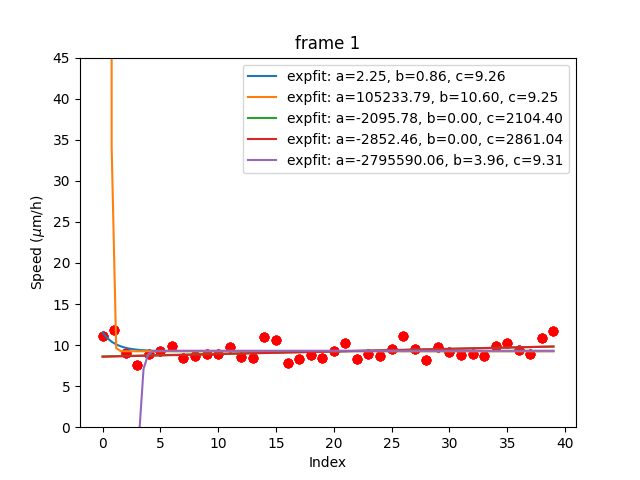 frame 1
expfit: a=2.25, b=0.86, c=9.26
expfit: a=105233.79, b=10.60, c=9.25
expfit: a=-2095.78, b=0.00, c=2104.40
expfit: a=-2852.46, b=0.00, c=2861.04
expfit: a=-2795590.06, b=3.96, c=9.31
Speed (μm/h)
45
40
35
30
25
20
15
10
5
0
0 5 10 15 20 25 30 35 40
Index